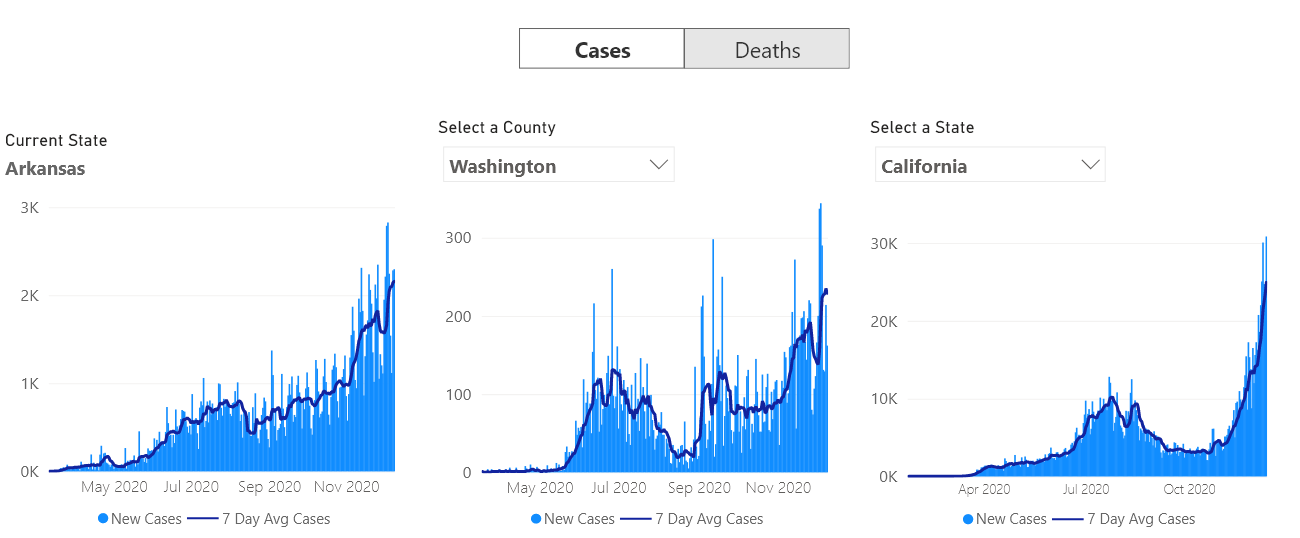 Cases Deaths
Current State
Arkansas
3K
2K
1K
0K
May 2020 Jul 2020 Sep 2020 Nov 2020
New Cases 7 Day Avg Cases
Select a County
Washington
300
200
100
0
May 2020 Jul 2020 Sep 2020 Nov 2020
New Cases 7 Day Avg Cases
Select a State
California
30K
20K
10K
0K
Apr 2020 Jul 2020 Oct 2020
New Cases 7 Day Avg Cases